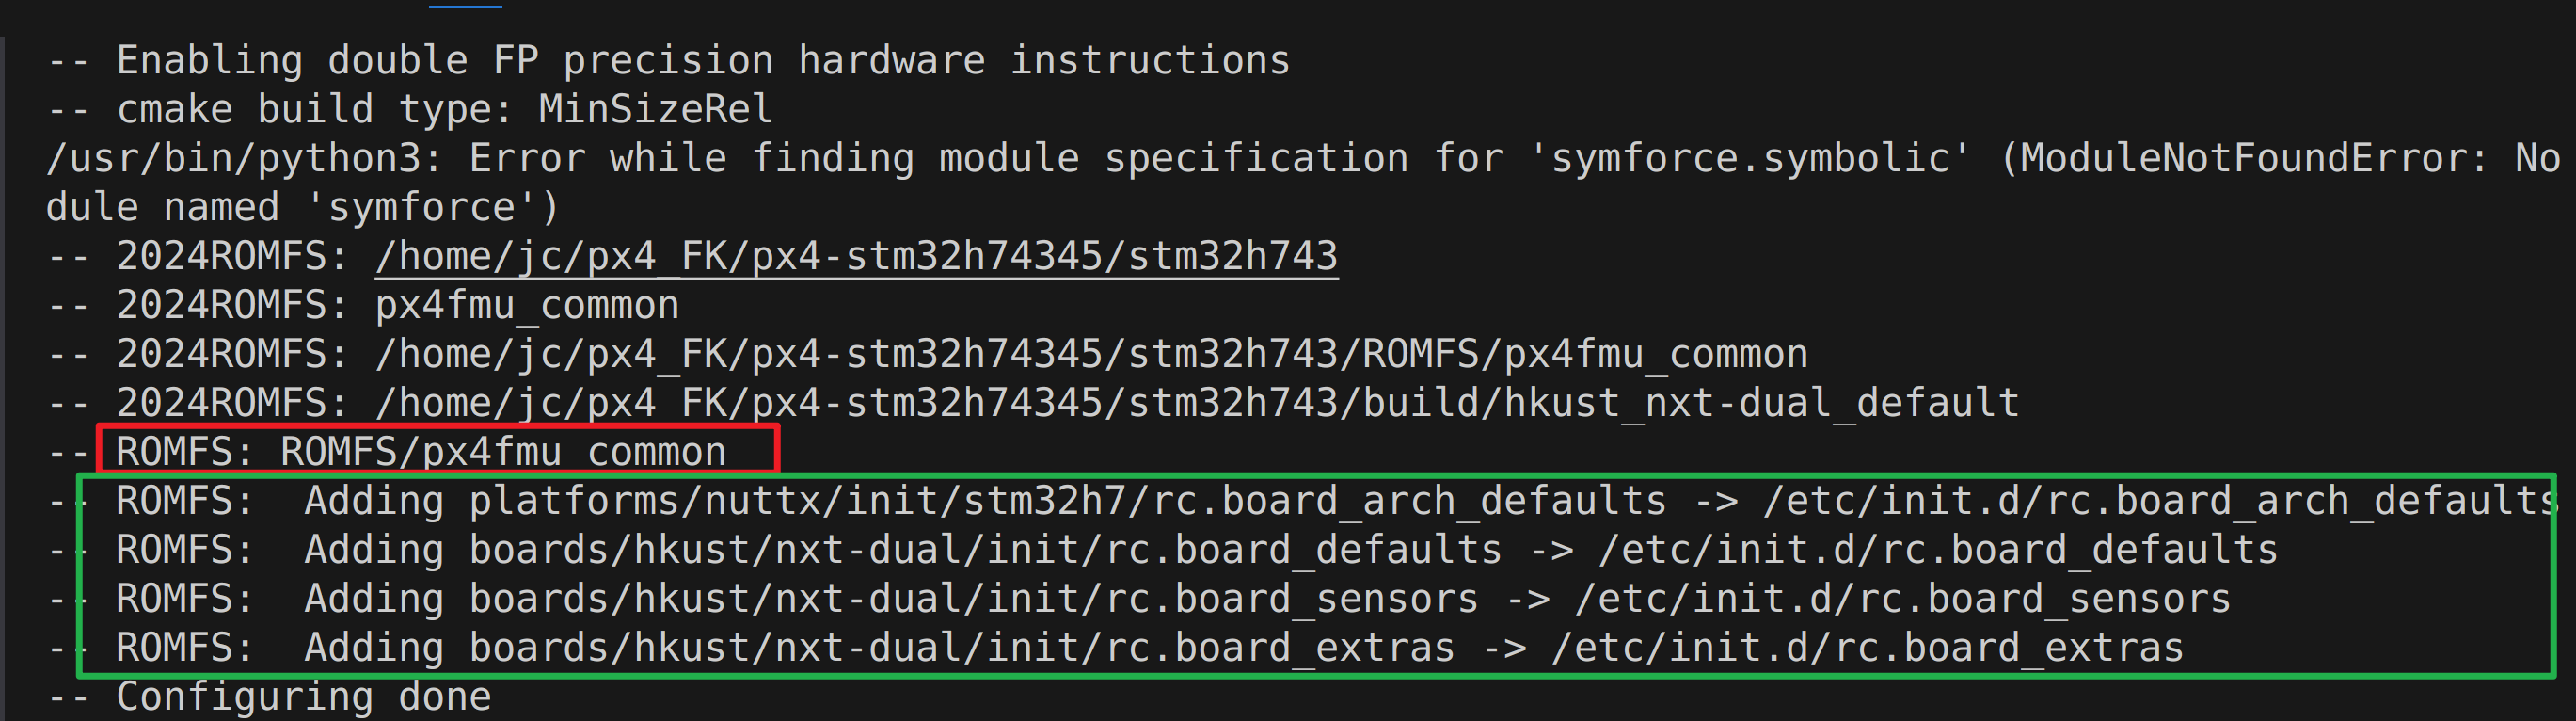 -- Enabling double FP precision hardware instructions
-- cmake build type: MinSizeRel
/usr/bin/python3: Error while finding module specification for 'symforce.symbolic' (ModuleNotFoundError: No
dule named 'symforce')
-- 2024ROMFS: /home/jc/px4_FK/px4-stm32h74345/stm32h743
-- 2024ROMFS: px4fmu_common
-- 2024ROMFS: /home/jc/px4_FK/px4-stm32h74345/stm32h743/ROMFS/px4fmu_common
-- 2024ROMFS: /home/jc/px4_FK/px4-stm32h74345/stm32h743/build/hkust_nxt-dual_default
-- ROMFS: ROMFS/px4fmu_common
-- ROMFS:  Adding platforms/nuttx/init/stm32h7/rc.board_arch_defaults -> /etc/init.d/rc.board_arch_defaults
-- ROMFS:  Adding boards/hkust/nxt-dual/init/rc.board_defaults -> /etc/init.d/rc.board_defaults
-- ROMFS:  Adding boards/hkust/nxt-dual/init/rc.board_sensors -> /etc/init.d/rc.board_sensors
-- ROMFS:  Adding boards/hkust/nxt-dual/init/rc.board_extras -> /etc/init.d/rc.board_extras
-- Configuring done